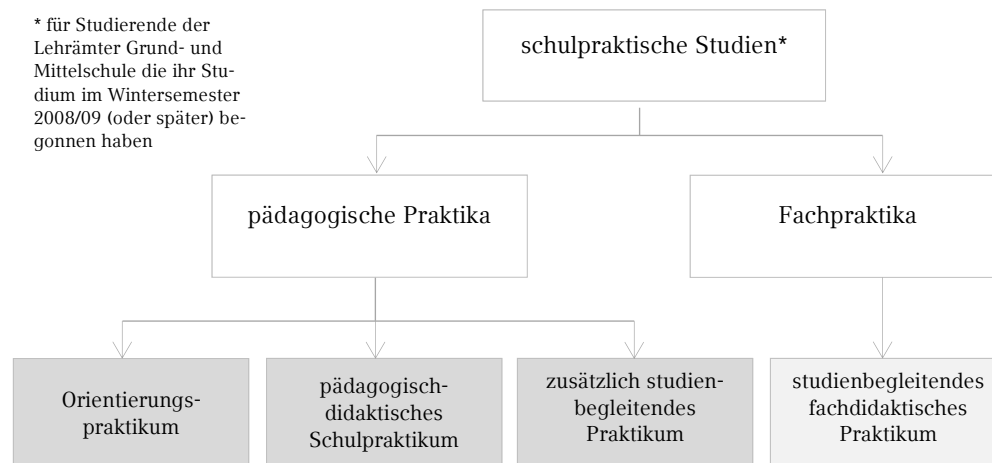 * für Studierende der
Lehrämter Grund- und
Mittelschule die ihr Stu-
dium im Wintersemester
2008/09 (oder später) be-
gonnen haben
schulpraktische Studien*
pädagogische Praktika
Fachpraktika
Orientierungs-
praktikum
pädagogisch-
didaktisches
Schulpraktikum
zusätzlich studien-
begleitendes
Praktikum
studienbegleitendes
fachdidaktisches
Praktikum